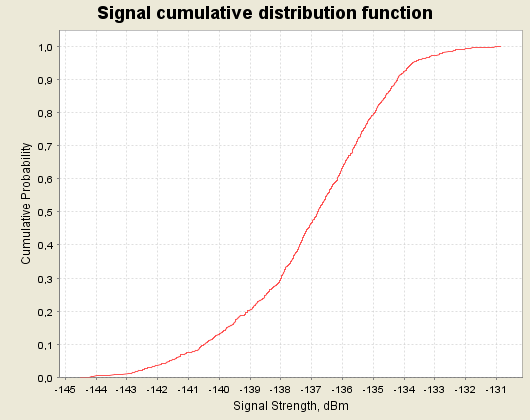 Signal cumulative distribution function
1,0
0,9
0,8
0,7
0,6
0,5
0,4
0,3
0,2
0,1
0,0
Cumulative Probability
-145 -144 -143 -142 -141 -140 -139 -138 -137 -136 -135 -134 -133 -132 -131
Signal Strength, dBm